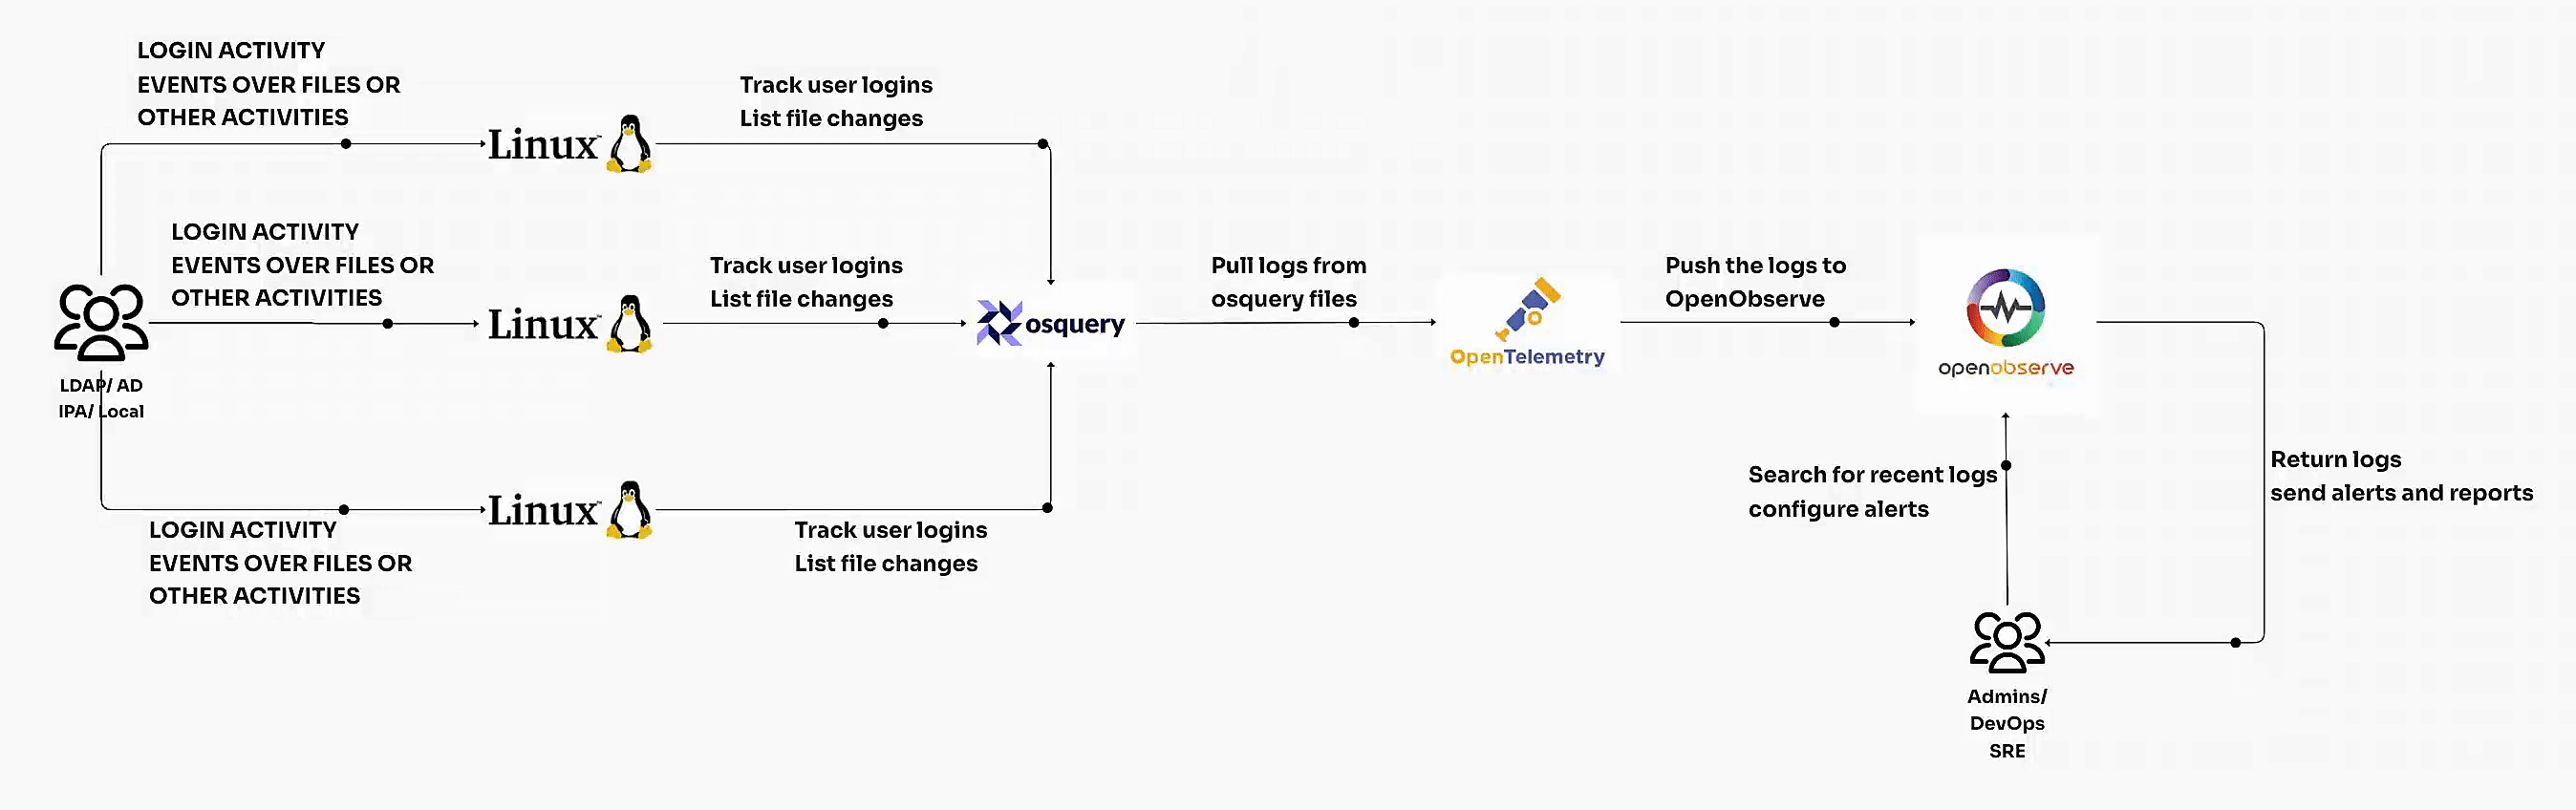 LOGIN ACTIVITY
EVENTS OVER FILES OR
OTHER ACTIVITIES
Linux™
Track user logins
List file changes
LOGIN ACTIVITY
EVENTS OVER FILES OR
OTHER ACTIVITIES
LDAP/ AD
IPA/ Local
Linux™
Track user logins
List file changes
osquery
Pull logs from
osquery files
OpenTelemetry
Push the logs to
OpenObserve
openobserve
LOGIN ACTIVITY
EVENTS OVER FILES OR
OTHER ACTIVITIES
Linux™
Track user logins
List file changes
Search for recent logs
configure alerts
Return logs
send alerts and reports
Admins/
DevOps
SRE